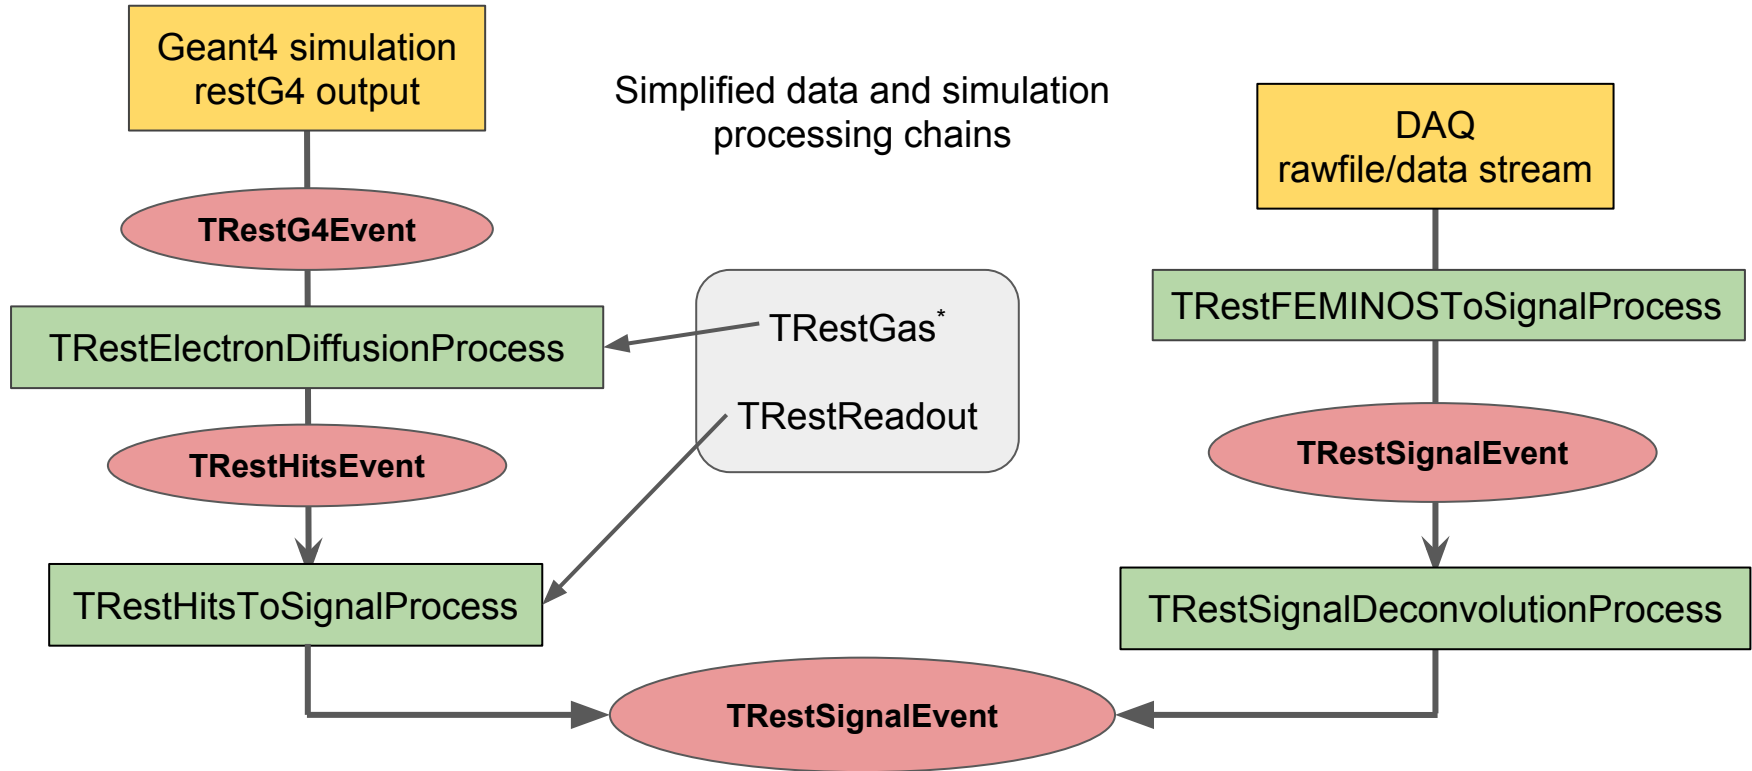 Geant4 simulation
restG4 output
Simplified data and simulation
processing chains
DAQ
rawfile/data stream
TRestG4Event
TRestElectronDiffusionProcess
TRestGas*
TRestReadout
TRestFEMINOSToSignalProcess
TRestHitsEvent
TRestSignalEvent
TRestHitsToSignalProcess
TRestSignalDeconvolutionProcess
TRestSignalEvent